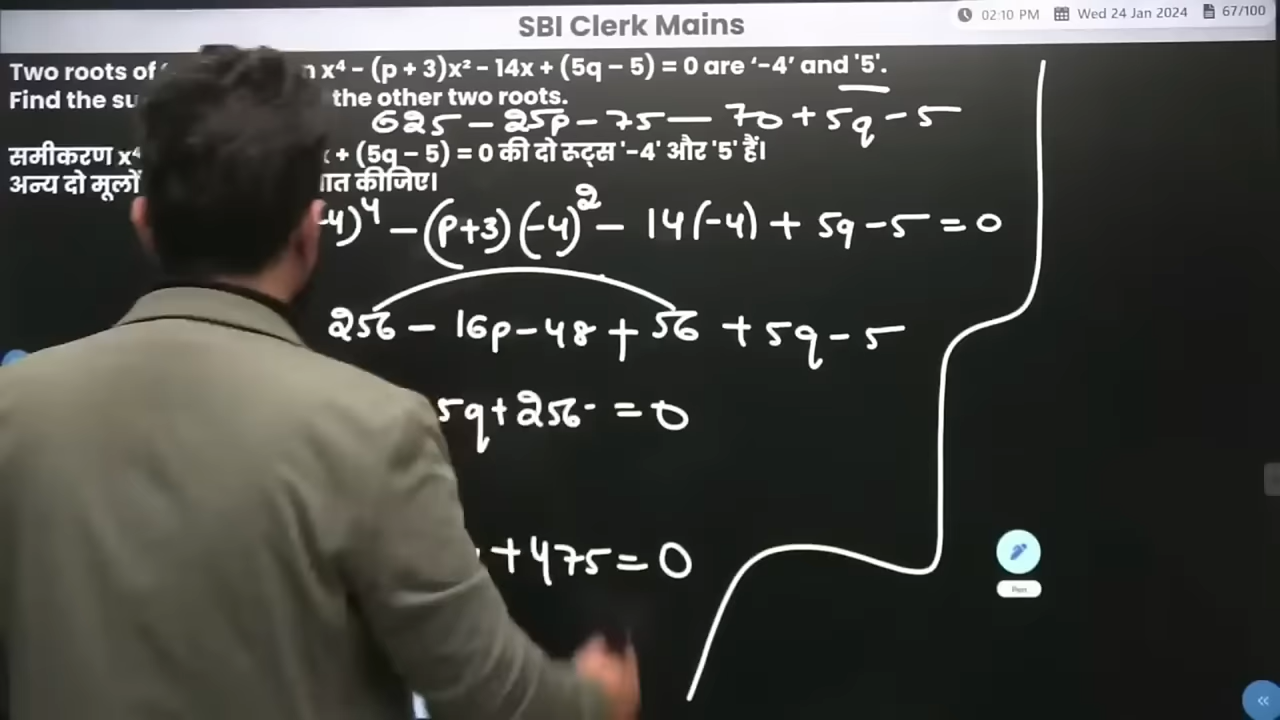 SBI Clerk Mains
02:10 PM Wed 24 Jan 2024 67/100
Two roots of x⁴ – (p + 3)x² – 14x + (5q – 5) = 0 are ‘–4’ and '5'.
Find the the other two roots.
625 – 25p – 75 – 70 + 5q – 5
समीकरण + (5q – 5) = 0 की दो रूट्स '-4' और '5' हैं।
अन्य दो मूलों कीजिए।
4)⁴ – (p+3)(-4)² – 14(-4) + 5q – 5 = 0
256 – 16p – 48 + 56 + 5q – 5
5q + 256 = 0
+ 475 = 0